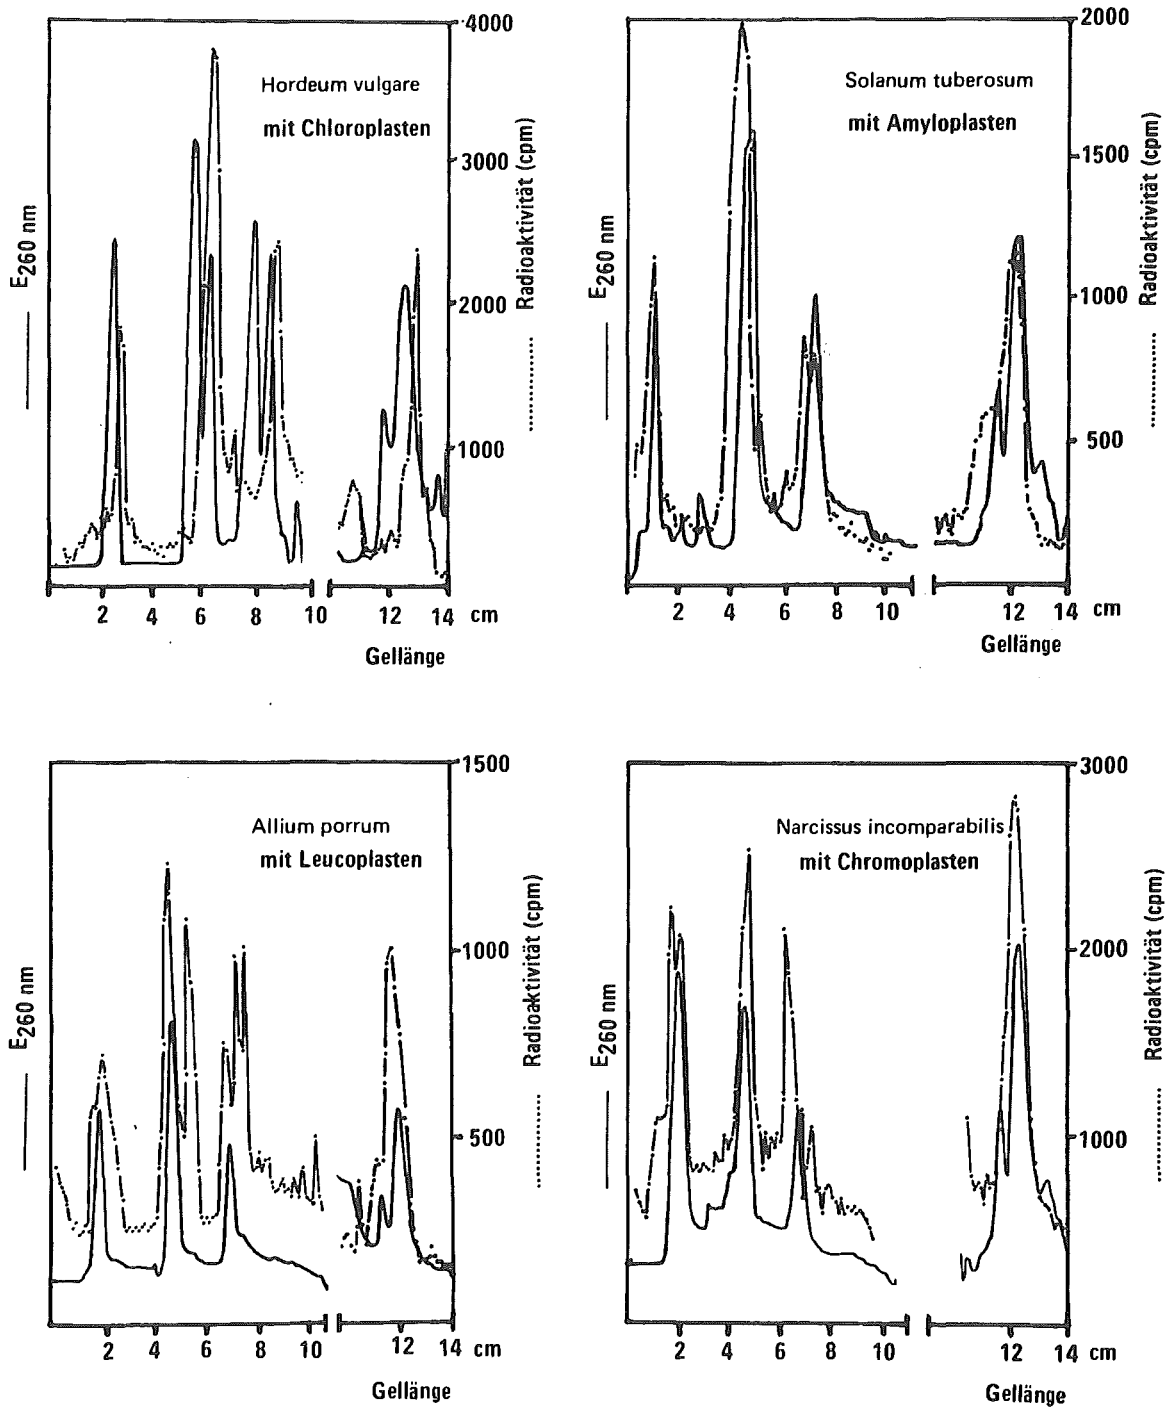 4000
Hordeum vulgare
mit Chloroplasten
3000
2000
1000
E260 nm
Radioaktivität (cpm)
2 4 6 8 10 12 14 cm
Gellänge
2000
Solanum tuberosum
mit Amyloplasten
1500
1000
500
E260 nm
Radioaktivität (cpm)
2 4 6 8 10 12 14 cm
Gellänge
1500
Allium porrum
mit Leucoplasten
1000
500
E260 nm
Radioaktivität (cpm)
2 4 6 8 10 12 14 cm
Gellänge
3000
Narcissus incomparabilis
mit Chromoplasten
2000
1000
E260 nm
Radioaktivität (cpm)
2 4 6 8 10 12 14 cm
Gellänge